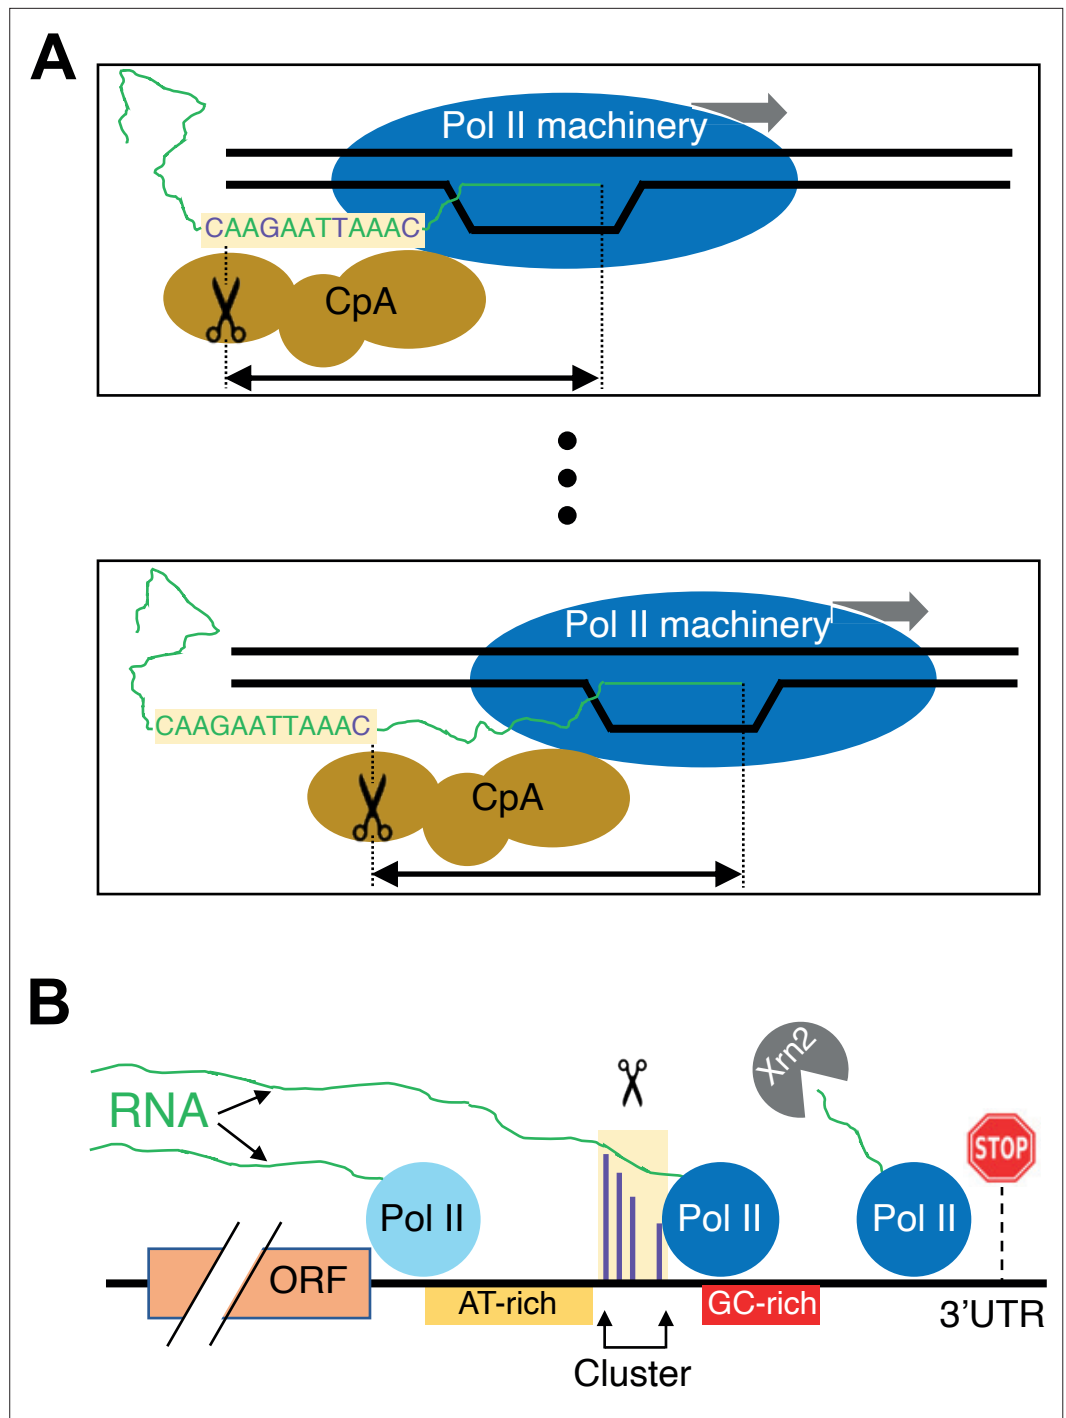 A
Pol II machinery
CAAGAATTAAAC
CpA
Pol II machinery
CAAGAATTAAAC
CpA
B
Xrn2
RNA
STOP
Pol II
Pol II
Pol II
ORF
AT-rich
GC-rich
3’UTR
Cluster